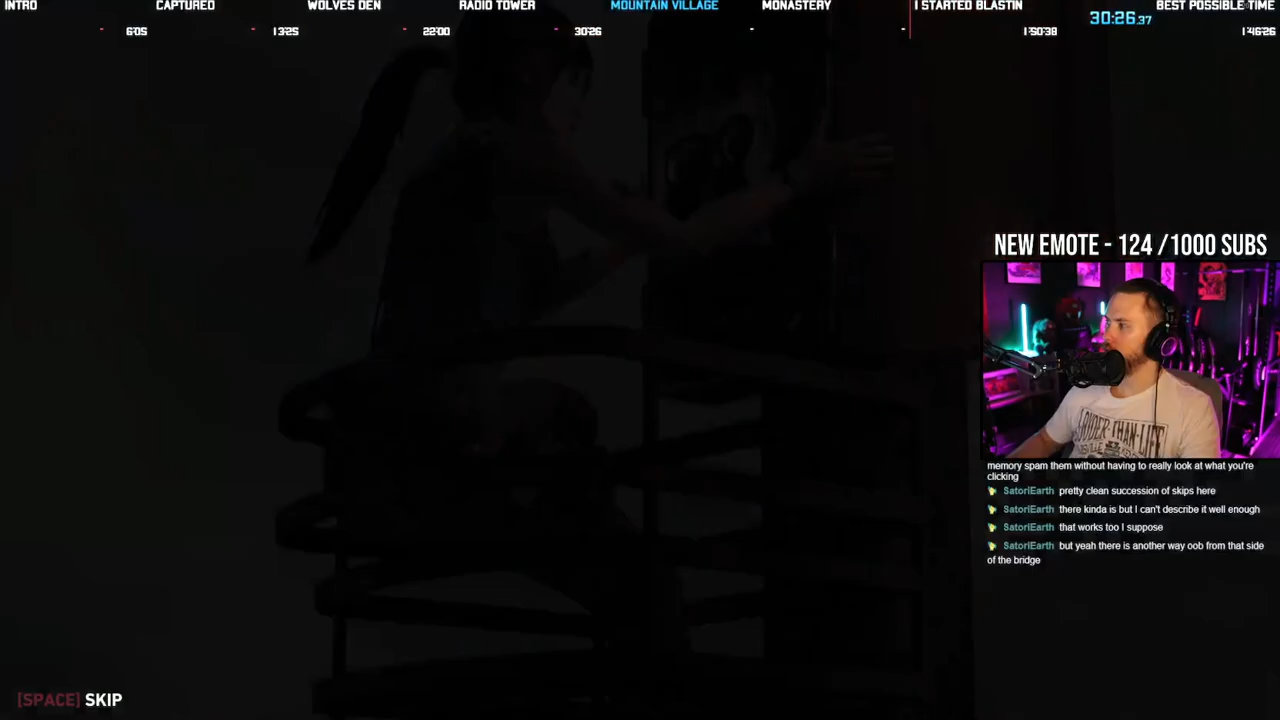 INTRO CAPTURED WOLVES DEN RADIO TOWER MOUNTAIN VILLAGE MONASTERY I STARTED BLASTIN BEST POSSIBLE TIME
30:26.37
- 6:05 - 13:25 - 22:00 - 30:26 - - 1:50:38 1:46:26
NEW EMOTE - 124 /1000 SUBS
memory spam them without having to really look at what you're
clicking
SatoriEarth pretty clean succession of skips here
SatoriEarth there kinda is but I can't describe it well enough
SatoriEarth that works too I suppose
SatoriEarth but yeah there is another way oob from that side
of the bridge
LOUDER-THAN-LIFE
[SPACE] SKIP